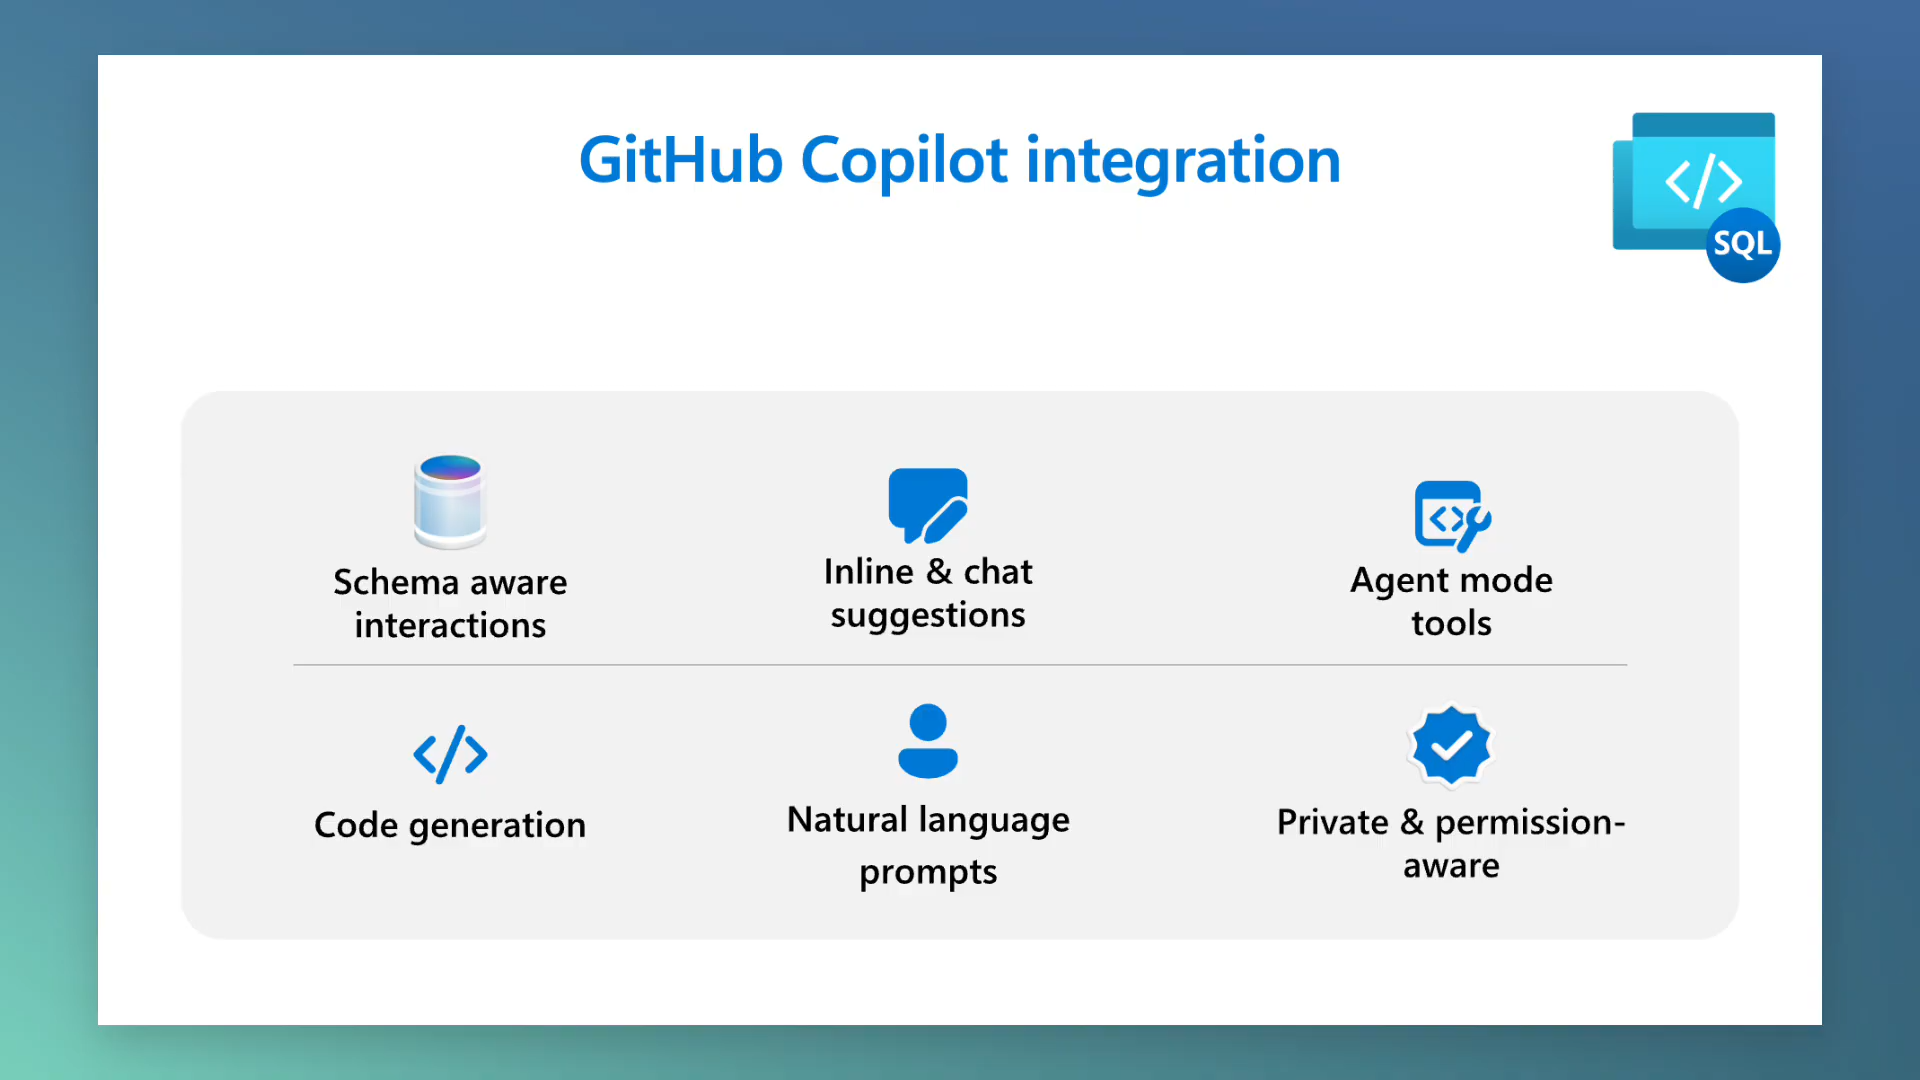 GitHub Copilot integration
SQL
Schema aware
interactions
Inline & chat
suggestions
Agent mode
tools
Code generation
Natural language
prompts
Private & permission-
aware